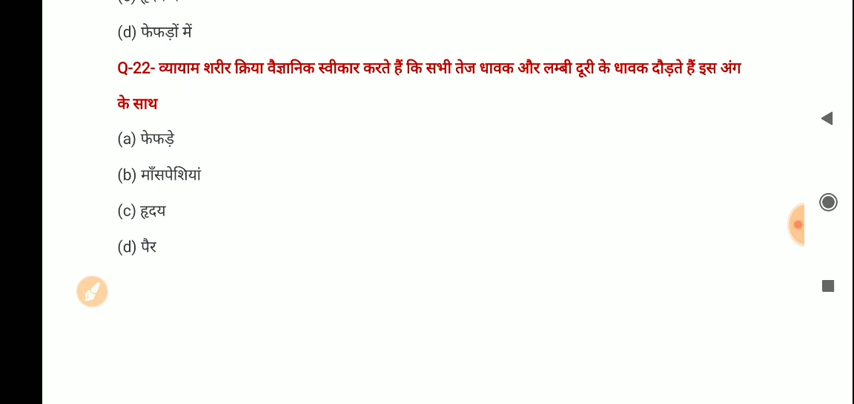 (d) फेफड़ों में
Q-22- व्यायाम शरीर क्रिया वैज्ञानिक स्वीकार करते हैं कि सभी तेज धावक और लम्बी दूरी के धावक दौड़ते हैं इस अंग
के साथ
(a) फेफड़े
(b) माँसपेशियां
(c) हृदय
(d) पैर